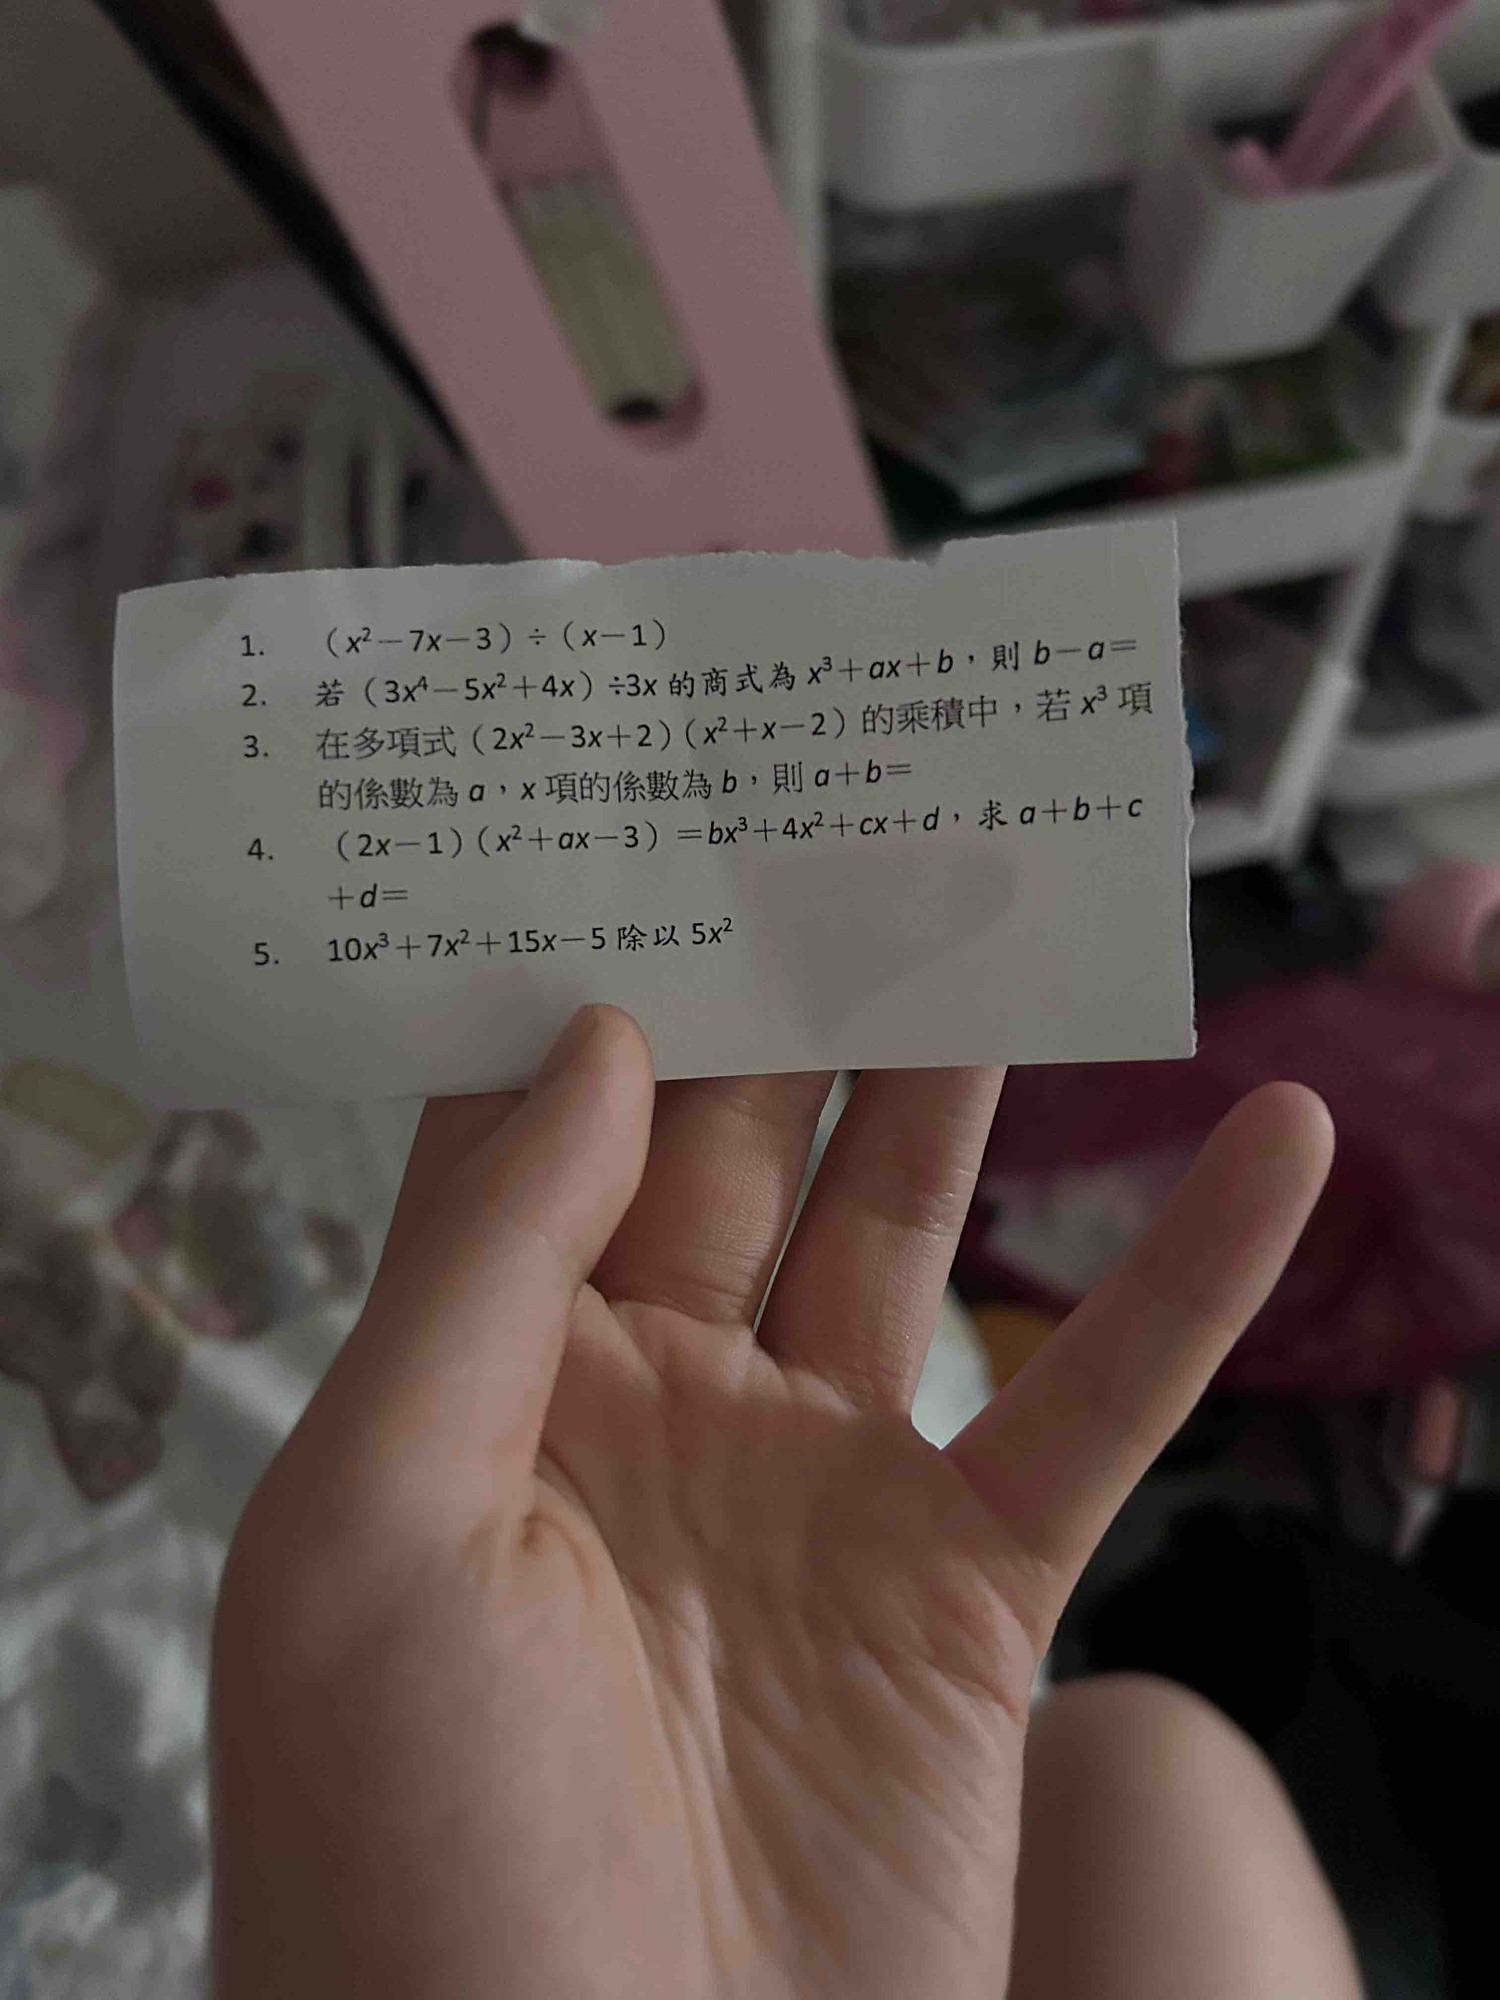 1. （x²－7x－3）÷（x－1）
2. 若（3x⁴－5x²＋4x）÷3x 的商式為 x³＋ax＋b，則 b－a＝
3. 在多項式（2x²－3x＋2）（x²＋x－2）的乘積中，若 x³ 項
的係數為 a，x 項的係數為 b，則 a＋b＝
4. （2x－1）（x²＋ax－3）＝bx³＋4x²＋cx＋d，求 a＋b＋c
＋d＝
5. 10x³＋7x²＋15x－5 除以 5x²